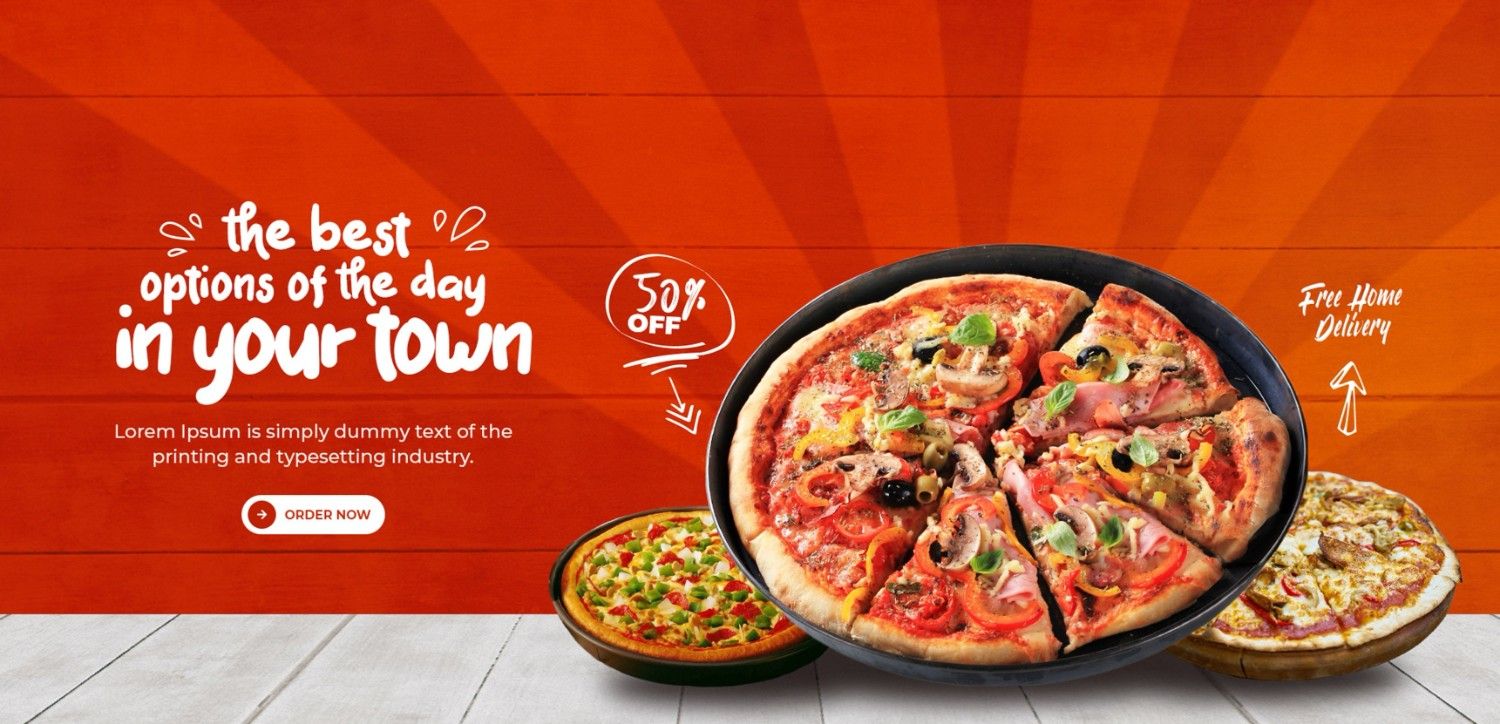 the best
options of the day
in your town
Lorem Ipsum is simply dummy text of the
printing and typesetting industry.
ORDER NOW
50%
OFF
Free Home
Delivery